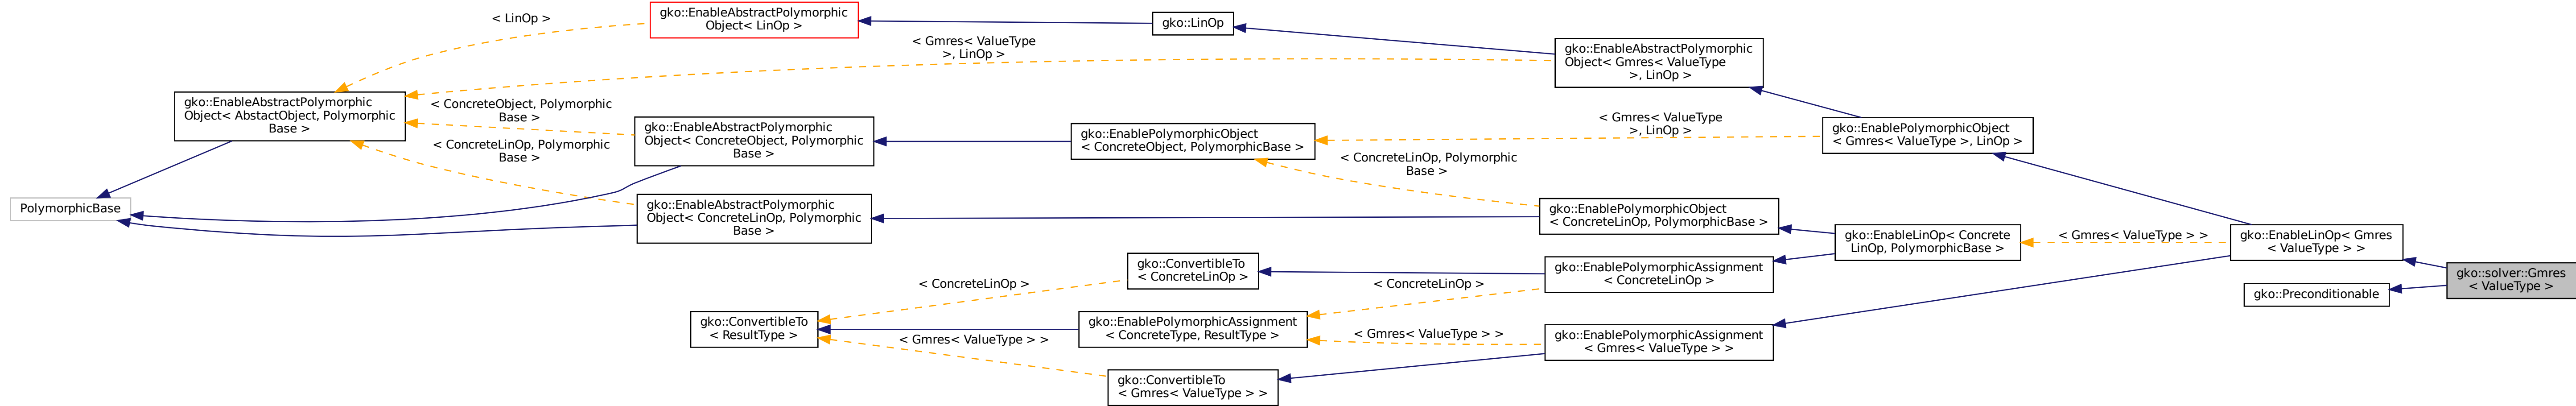 gko::EnableAbstractPolymorphic
Object< LinOp >
< LinOp >
gko::LinOp
< Gmres< ValueType
>, LinOp >
gko::EnableAbstractPolymorphic
Object< Gmres< ValueType
>, LinOp >
gko::EnableAbstractPolymorphic
Object< AbstactObject, Polymorphic
Base >
< ConcreteObject, Polymorphic
Base >
gko::EnableAbstractPolymorphic
Object< ConcreteObject, Polymorphic
Base >
gko::EnablePolymorphicObject
< ConcreteObject, PolymorphicBase >
< Gmres< ValueType
>, LinOp >
gko::EnablePolymorphicObject
< Gmres< ValueType >, LinOp >
< ConcreteLinOp, Polymorphic
Base >
< ConcreteLinOp, Polymorphic
Base >
PolymorphicBase
gko::EnableAbstractPolymorphic
Object< ConcreteLinOp, Polymorphic
Base >
gko::EnablePolymorphicObject
< ConcreteLinOp, PolymorphicBase >
gko::EnableLinOp< Concrete
LinOp, PolymorphicBase >
< Gmres< ValueType > >
gko::EnableLinOp< Gmres
< ValueType > >
gko::ConvertibleTo
< ConcreteLinOp >
gko::EnablePolymorphicAssignment
< ConcreteLinOp >
gko::solver::Gmres
< ValueType >
< ConcreteLinOp >
< ConcreteLinOp >
gko::Preconditionable
gko::ConvertibleTo
< ResultType >
gko::EnablePolymorphicAssignment
< ConcreteType, ResultType >
< Gmres< ValueType > >
< Gmres< ValueType > >
gko::EnablePolymorphicAssignment
< Gmres< ValueType > >
gko::ConvertibleTo
< Gmres< ValueType > >